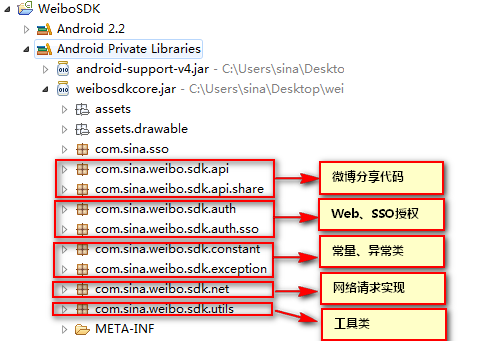 WeiboSDK
Android 2.2
Android Private Libraries
android-support-v4.jar - C:\Users\sina\Deskto
weibosdkcore.jar - C:\Users\sina\Desktop\wei
assets
assets.drawable
com.sina.sso
com.sina.weibo.sdk.api
com.sina.weibo.sdk.api.share
微博分享代码
com.sina.weibo.sdk.auth
com.sina.weibo.sdk.auth.sso
Web、SSO授权
com.sina.weibo.sdk.constant
com.sina.weibo.sdk.exception
常量、异常类
com.sina.weibo.sdk.net
网络请求实现
com.sina.weibo.sdk.utils
工具类
META-INF